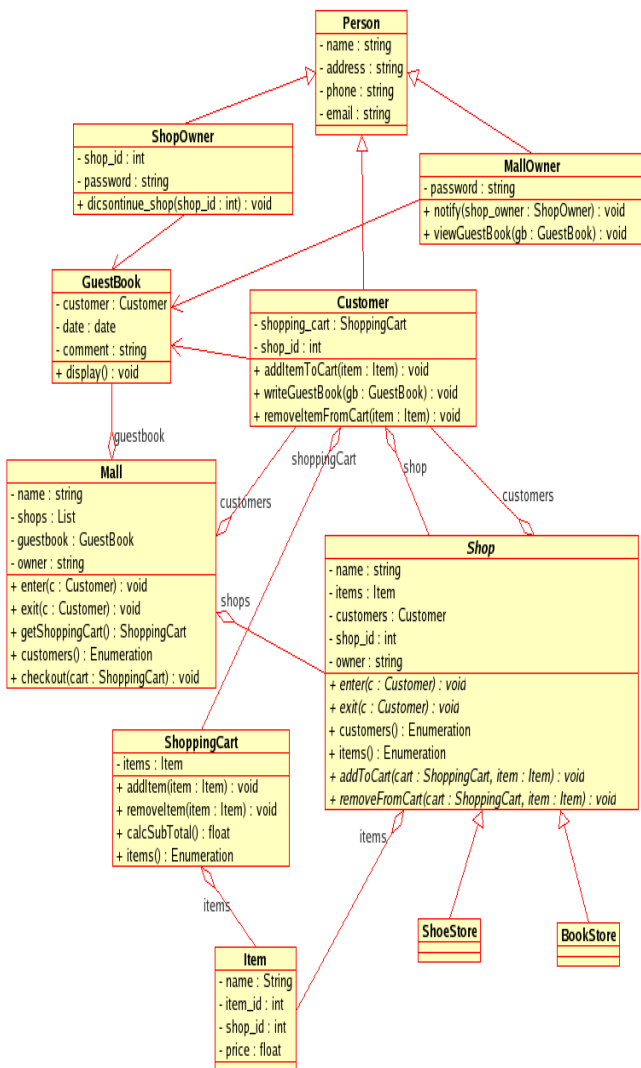 Person
- name : string
- address : string
- phone : string
- email : string
ShopOwner
- shop_id : int
- password : string
+ dicsontinue_shop(shop_id : int) : void
MallOwner
- password : string
+ notify(shop_owner : ShopOwner) : void
+ viewGuestBook(gb : GuestBook) : void
GuestBook
- customer : Customer
- date : date
- comment : string
+ display() : void
Customer
- shopping_cart : ShoppingCart
- shop_id : int
+ addItemToCart(item : Item) : void
+ writeGuestBook(gb : GuestBook) : void
+ removeItemFromCart(item : Item) : void
guestbook
shoppingCart
shop
customers
customers
Mall
- name : string
- shops : List
- guestbook : GuestBook
- owner : string
+ enter(c : Customer) : void
+ exit(c : Customer) : void
+ getShoppingCart() : ShoppingCart
+ customers() : Enumeration
+ checkout(cart : ShoppingCart) : void
shops
Shop
- name : string
- items : Item
- customers : Customer
- shop_id : int
- owner : string
+ enter(c : Customer) : void
+ exit(c : Customer) : void
+ customers() : Enumeration
+ items() : Enumeration
+ addToCart(cart : ShoppingCart, item : Item) : void
+ removeFromCart(cart : ShoppingCart, item : Item) : void
ShoppingCart
- items : Item
+ addItem(item : Item) : void
+ removeItem(item : Item) : void
+ calcSubTotal() : float
+ items() : Enumeration
items
items
ShoeStore
BookStore
Item
- name : String
- item_id : int
- shop_id : int
- price : float